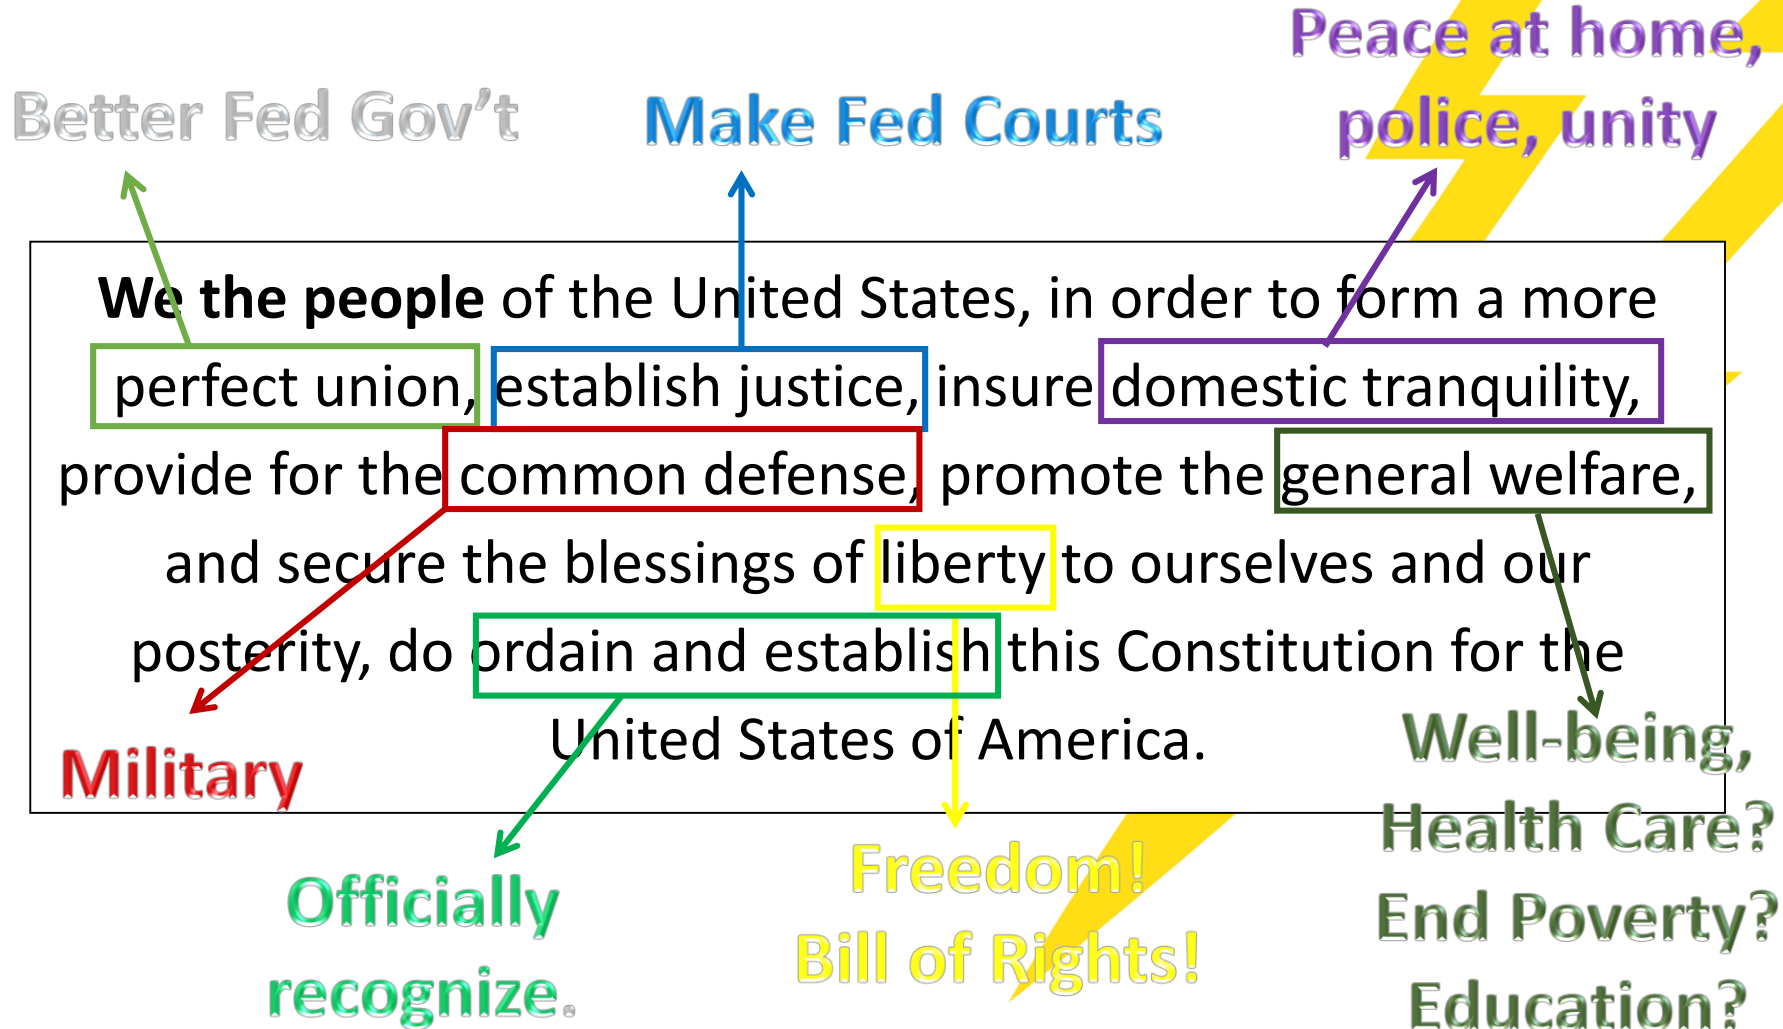 Peace at home,
police, unity
Better Fed Gov’t
Make Fed Courts
We the people of the United States, in order to form a more
perfect union, establish justice, insure domestic tranquility,
provide for the common defense, promote the general welfare,
and secure the blessings of liberty to ourselves and our
posterity, do ordain and establish this Constitution for the
United States of America.
Military
Officially
recognize.
Freedom!
Bill of Rights!
Well-being,
Health Care?
End Poverty?
Education?